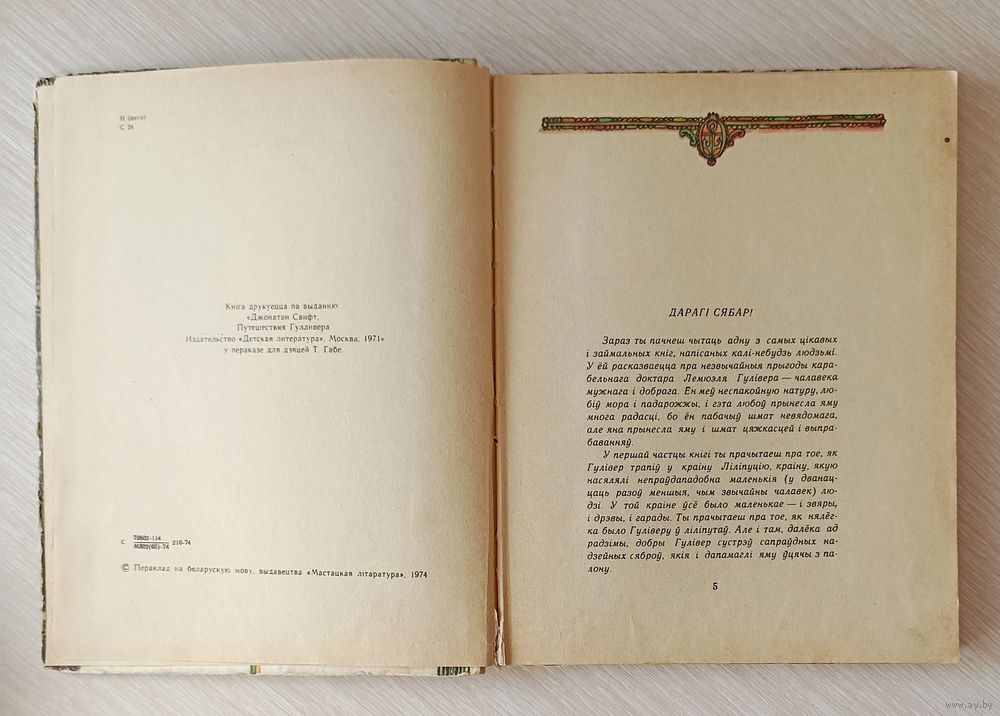 И (англ)
С 24
Кніга друкуецца па выданню:
«Джонатан Свифт,
Путешествия Гулливера.
Издательство «Детская литература», Москва, 1971»
у пераказе для дзяцей Т. Габе.
С 70802-114
М302(05)-74 210-74
© Пераклад на беларускую мову, выдавецтва «Мастацкая літаратура», 1974
ДАРАГІ СЯБАР!
Зараз ты пачнеш чытаць адну з самых цікавых
і займальных кніг, напісаных калі-небудзь людзьмі.
У ёй расказваецца пра незвычайныя прыгоды кара-
бельнага доктара Лемюэля Гулівера — чалавека
мужнага і добрага. Ён меў неспакойную натуру, лю-
біў мора і падарожжы, і гэта любоў прынесла яму
многа радасці, бо ён пабачыў шмат невядомага,
але яна прынесла яму і шмат цяжкасцей і выпра-
баванняў.
У першай частцы кнігі ты прачытаеш пра тое, як
Гулівер трапіў у краіну Ліліпуцію, краіну, якую
насялялі непраўдападобна маленькія (у дванац-
цаць разоў меншыя, чым звычайны чалавек) лю-
дзі. У той краіне ўсё было маленькае — і звяры,
і дрэвы, і гарады. Ты прачытаеш пра тое, як нялёг-
ка было Гуліверу ў ліліпутаў. Але і там, далёка ад
радзімы, добры Гулівер сустрэў сапраўдных на-
дзейных сяброў, якія і дапамаглі яму ўцячы з па-
лону.
5
www.ay.by